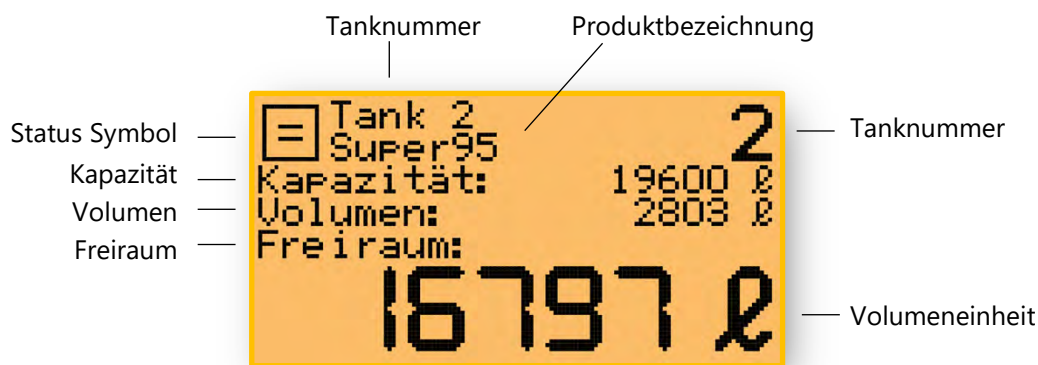 Tanknummer Produktbezeichnung
Status Symbol = Tank 2 2 Tanknummer
Super95
Kapazität Kapazität: 19600 ℓ
Volumen Volumen: 2803 ℓ
Freiraum Freiraum:
16797 ℓ Volumeneinheit